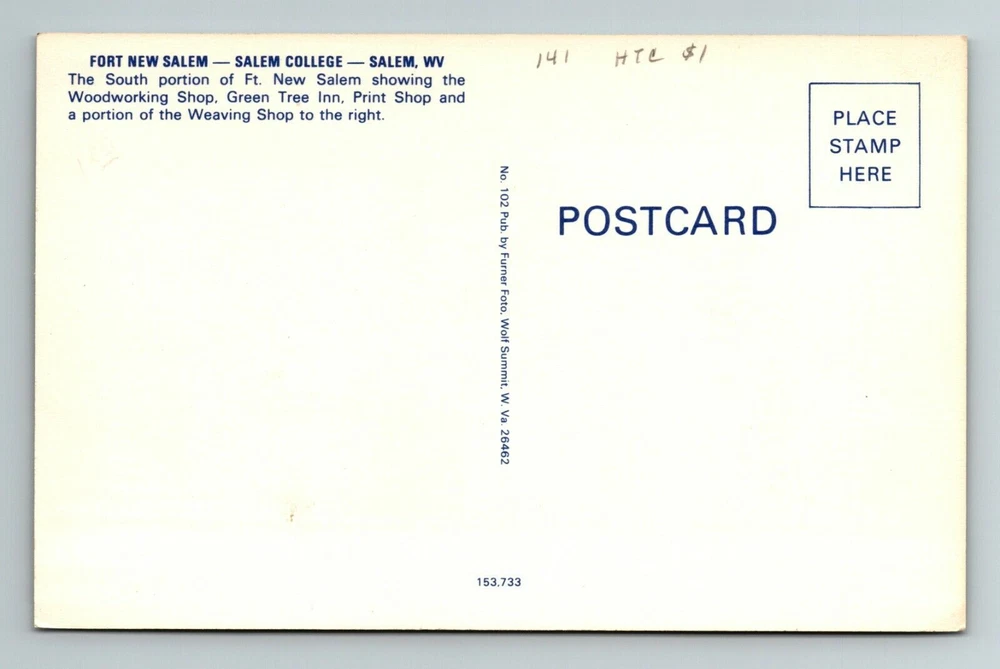 FORT NEW SALEM — SALEM COLLEGE — SALEM, WV
The South portion of Ft. New Salem showing the
Woodworking Shop, Green Tree Inn, Print Shop and
a portion of the Weaving Shop to the right.
141 HTC $1
PLACE
STAMP
HERE
POSTCARD
No. 102 Pub. by Furner Foto, Wolf Summit, W. Va. 26462
153,733